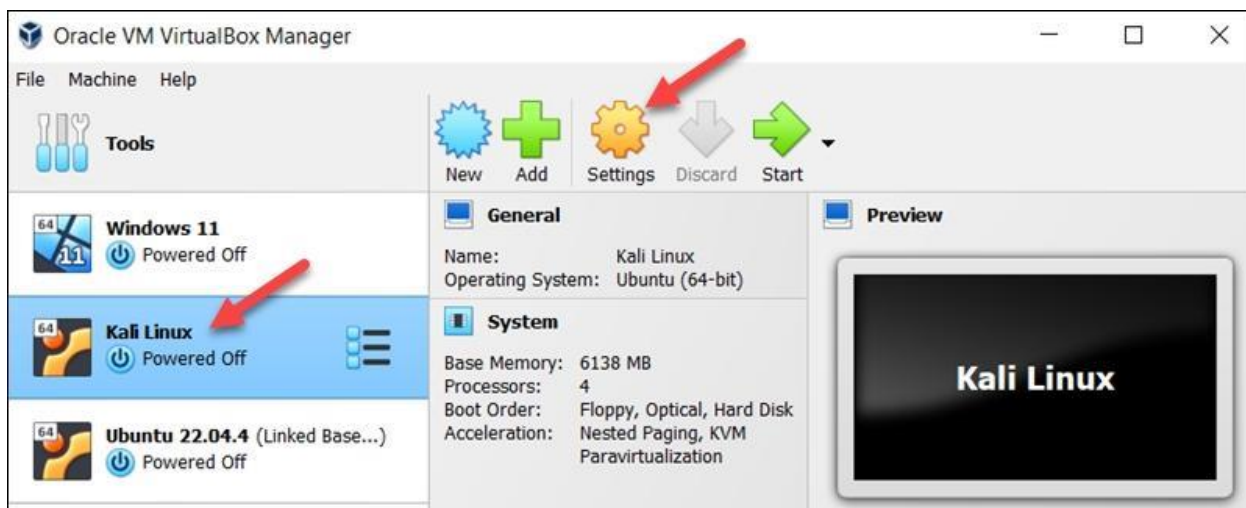 Oracle VM VirtualBox Manager
File Machine Help
Tools
New Add Settings Discard Start
64
11
Windows 11
Powered Off
64
Kali Linux
Powered Off
64
Ubuntu 22.04.4 (Linked Base...)
Powered Off
General
Name: Kali Linux
Operating System: Ubuntu (64-bit)
System
Base Memory: 6138 MB
Processors: 4
Boot Order: Floppy, Optical, Hard Disk
Acceleration: Nested Paging, KVM
Paravirtualization
Preview
Kali Linux